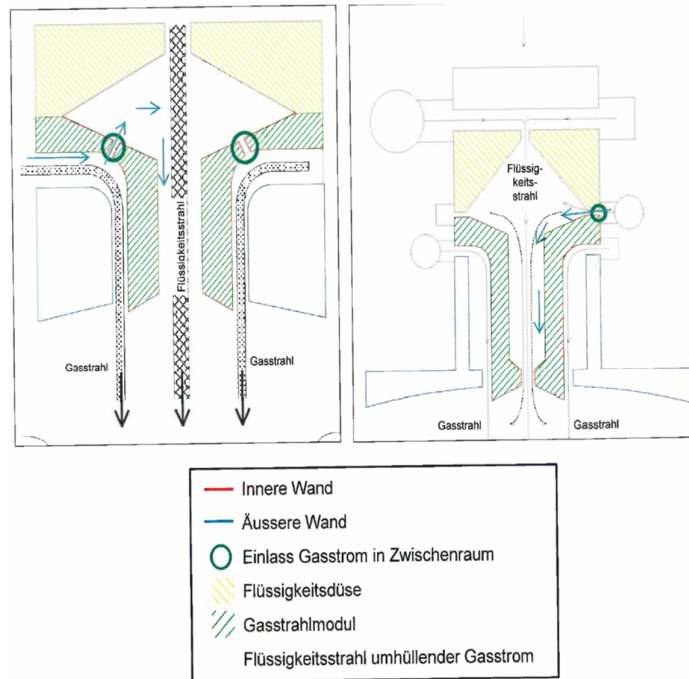 Flüssigkeitsstrahl
Gasstrahl
Gasstrahl
Flüssig-
keits-
strahl
Gasstrahl
Gasstrahl
Innere Wand
Äussere Wand
Einlass Gasstrom in Zwischenraum
Flüssigkeitsdüse
Gasstrahlmodul
Flüssigkeitsstrahl umhüllender Gasstrom